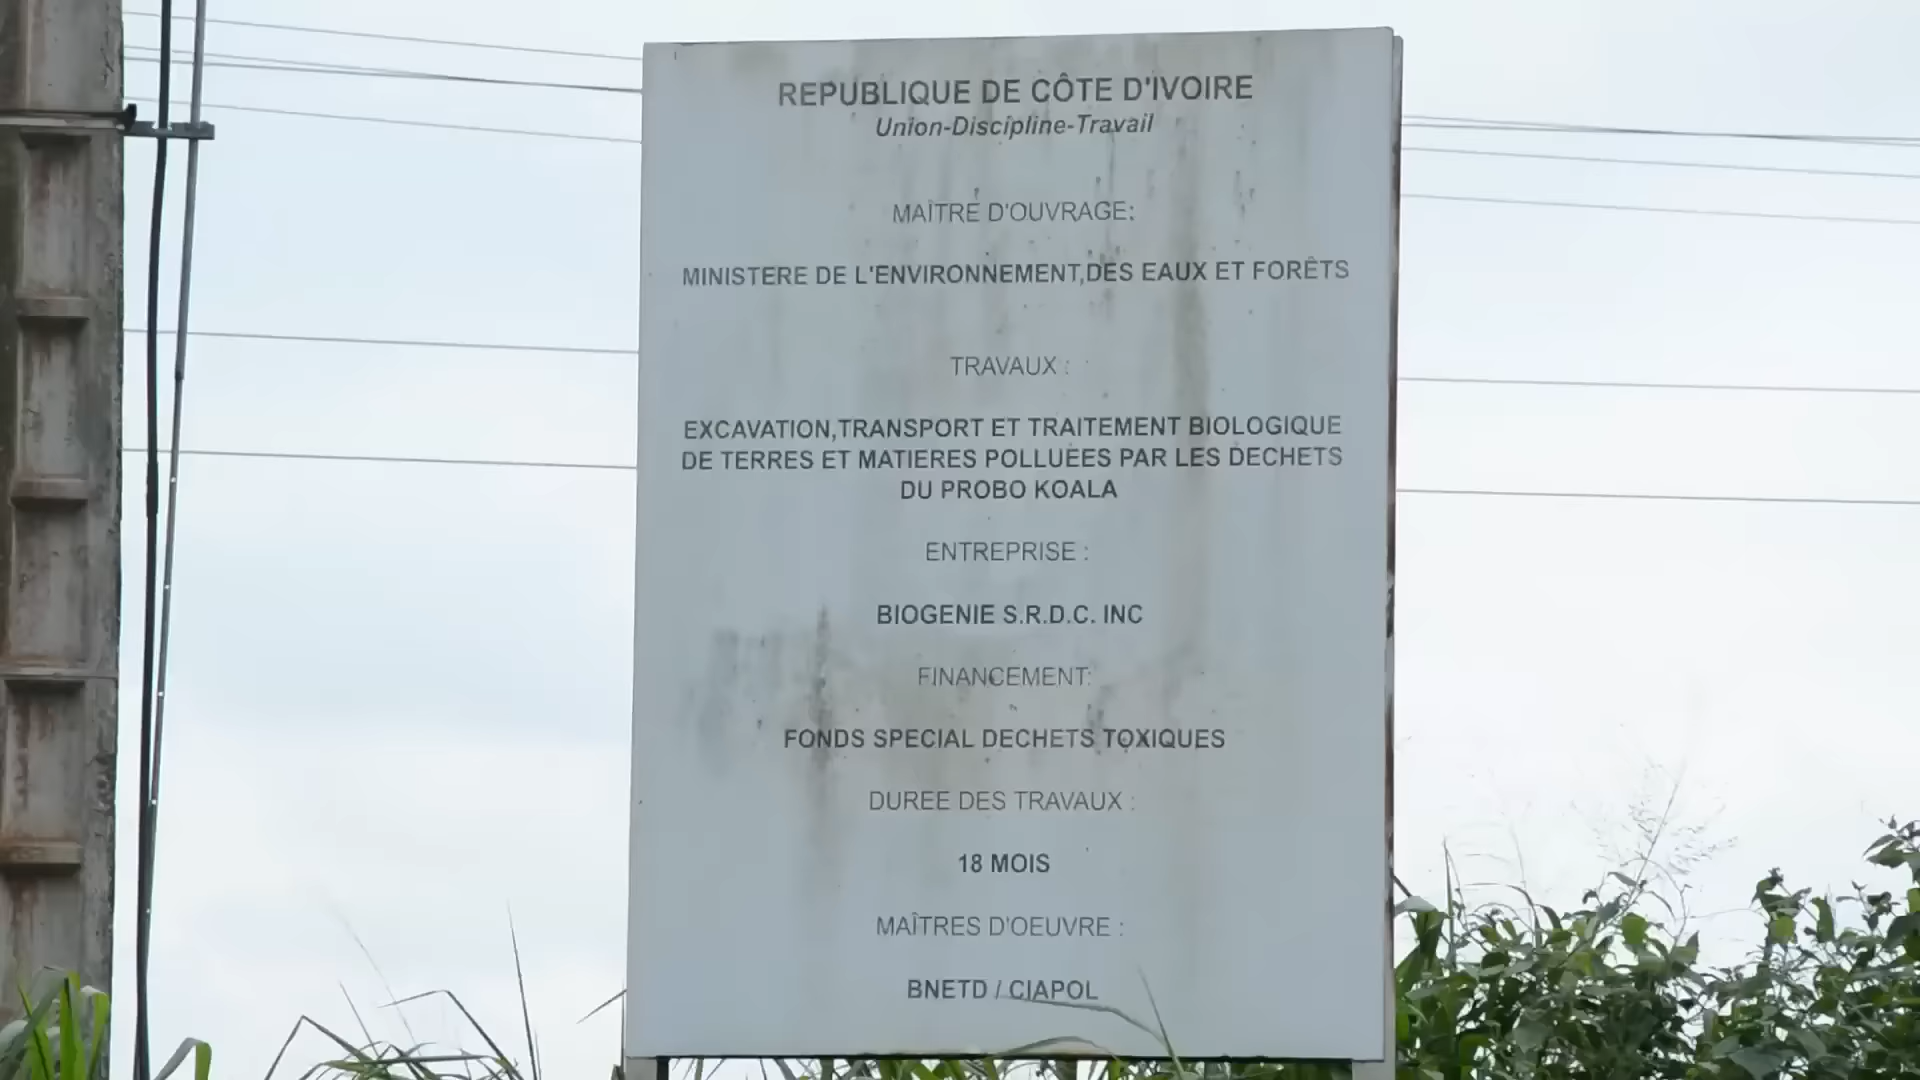 REPUBLIQUE DE CÔTE D'IVOIRE
Union-Discipline-Travail
MAÎTRE D'OUVRAGE:
MINISTERE DE L'ENVIRONNEMENT,DES EAUX ET FORÊTS
TRAVAUX :
EXCAVATION,TRANSPORT ET TRAITEMENT BIOLOGIQUE
DE TERRES ET MATIERES POLLUÉES PAR LES DECHETS
DU PROBO KOALA
ENTREPRISE :
BIOGENIE S.R.D.C. INC
FINANCEMENT:
FONDS SPECIAL DECHETS TOXIQUES
DUREE DES TRAVAUX :
18 MOIS
MAÎTRES D'OEUVRE :
BNETD / CIAPOL